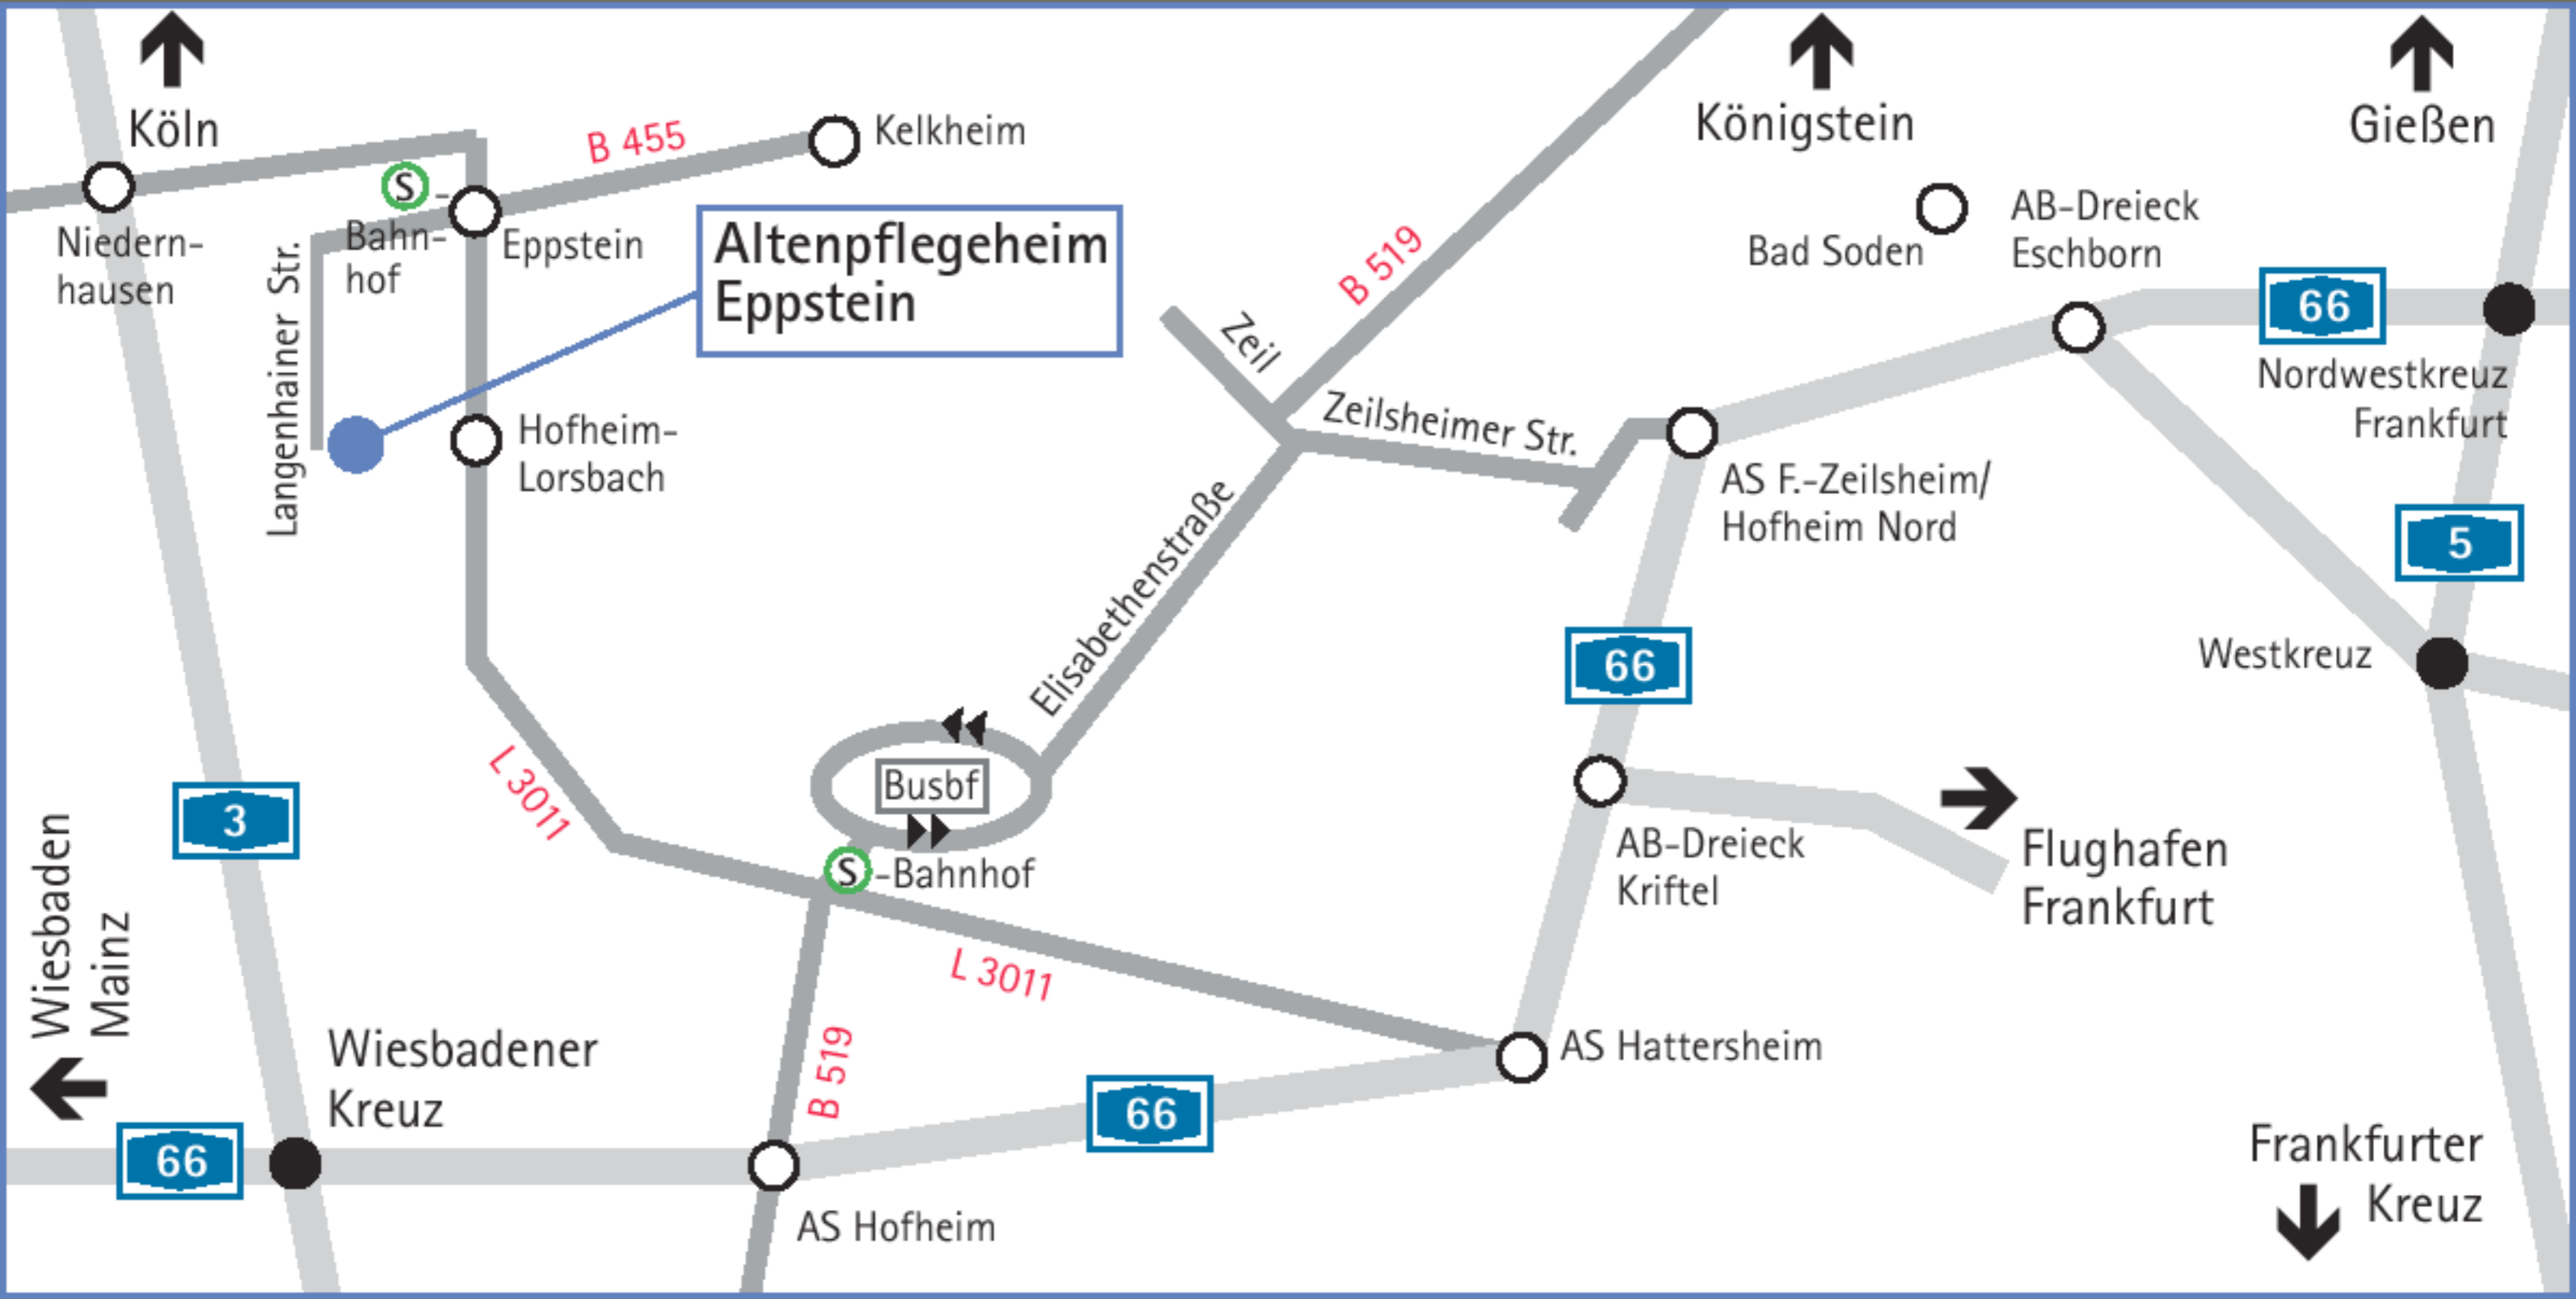 Köln
Königstein
Gießen
B 455
Kelkheim
S
-
Bahn-
hof
Eppstein
Niedern-
hausen
Langenhainer Str.
Altenpflegeheim
Eppstein
B 519
Bad Soden
AB-Dreieck
Eschborn
66
Nordwestkreuz
Frankfurt
Zeil
Zeilsheimer Str.
Hofheim-
Lorsbach
AS F.-Zeilsheim/
Hofheim Nord
5
Elisabethenstraße
66
Westkreuz
L 3011
Busbf
S
-Bahnhof
3
AB-Dreieck
Kriftel
Flughafen
Frankfurt
Wiesbaden
Mainz
L 3011
B 519
AS Hattersheim
Wiesbadener
Kreuz
66
66
AS Hofheim
Frankfurter
Kreuz